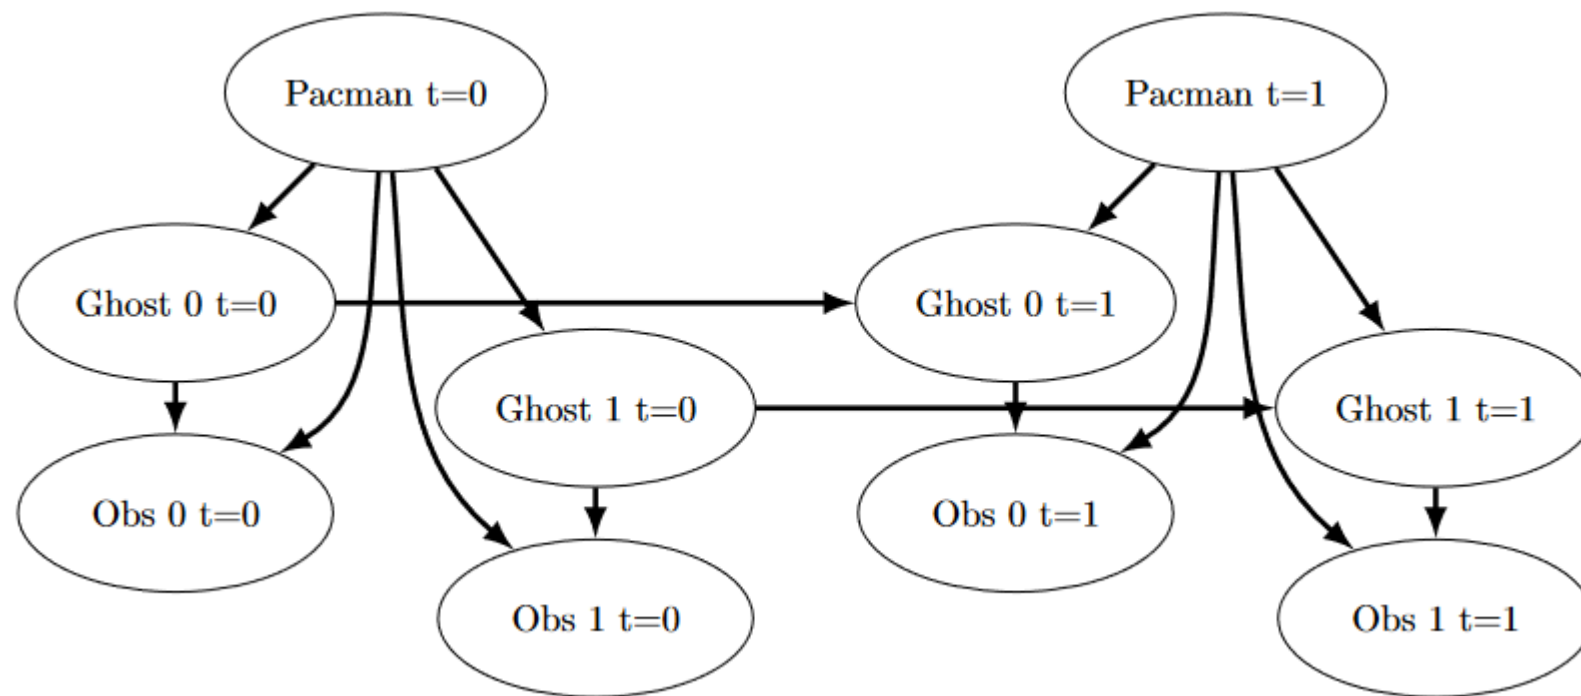 Pacman t=0
Pacman t=1
Ghost 0 t=0
Ghost 0 t=1
Ghost 1 t=0
Ghost 1 t=1
Obs 0 t=0
Obs 0 t=1
Obs 1 t=0
Obs 1 t=1